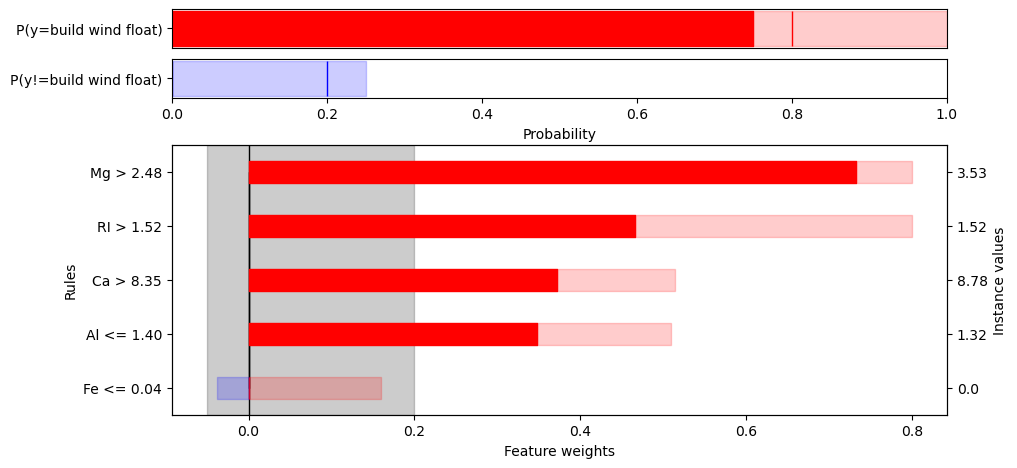 P(y=build wind float)
P(y!=build wind float)
0.0 0.2 0.4 0.6 0.8 1.0
Probability
Mg > 2.48 3.53
RI > 1.52 1.52
Ca > 8.35 8.78
Al <= 1.40 1.32
Fe <= 0.04 0.0
Rules
Instance values
0.0 0.2 0.4 0.6 0.8
Feature weights